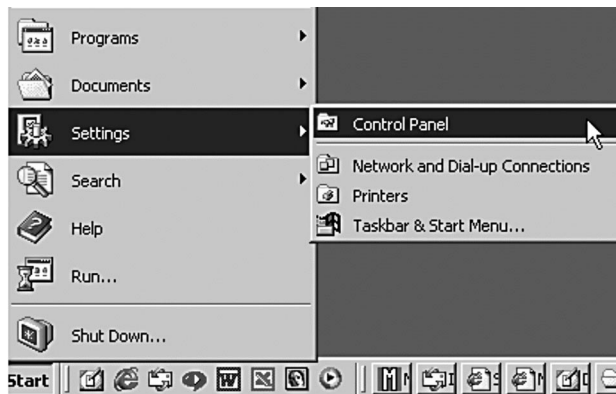 Programs
Documents
Settings
Search
Help
Run...
Shut Down...
Control Panel
Network and Dial-up Connections
Printers
Taskbar & Start Menu...
Start